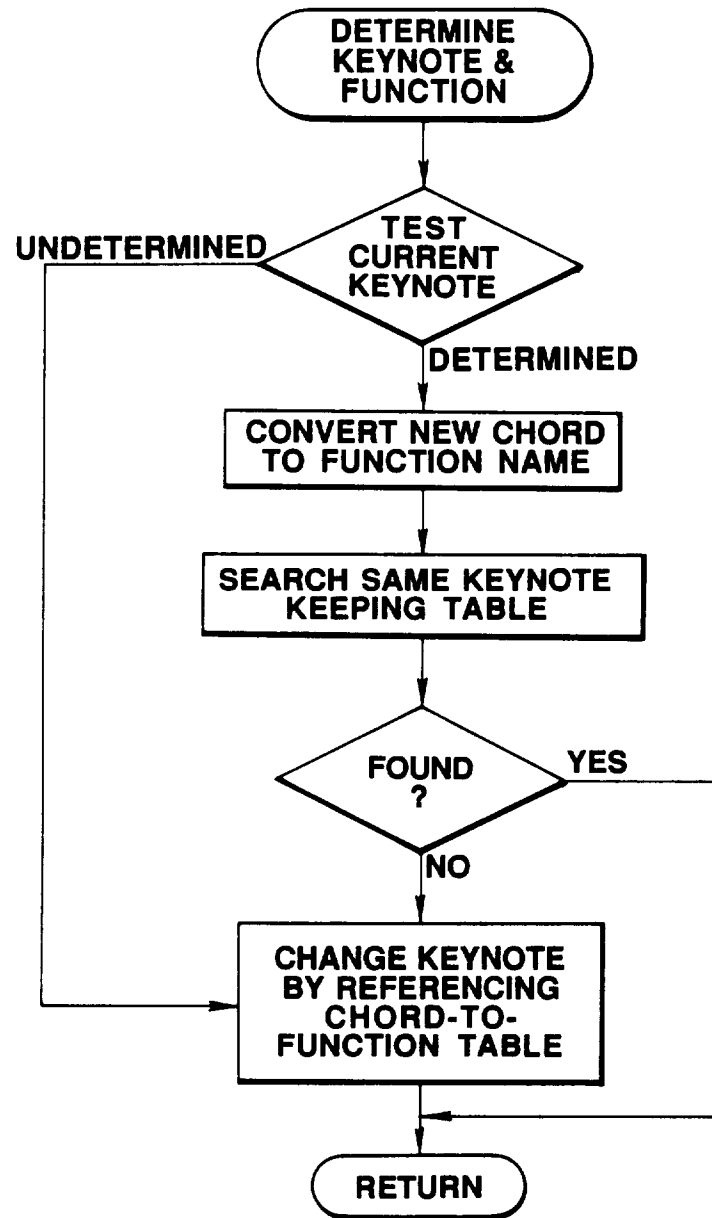 DETERMINE
KEYNOTE &
FUNCTION
TEST
CURRENT
KEYNOTE
UNDETERMINED
DETERMINED
CONVERT NEW CHORD
TO FUNCTION NAME
SEARCH SAME KEYNOTE
KEEPING TABLE
FOUND
?
YES
NO
CHANGE KEYNOTE
BY REFERENCING
CHORD-TO-
FUNCTION TABLE
RETURN